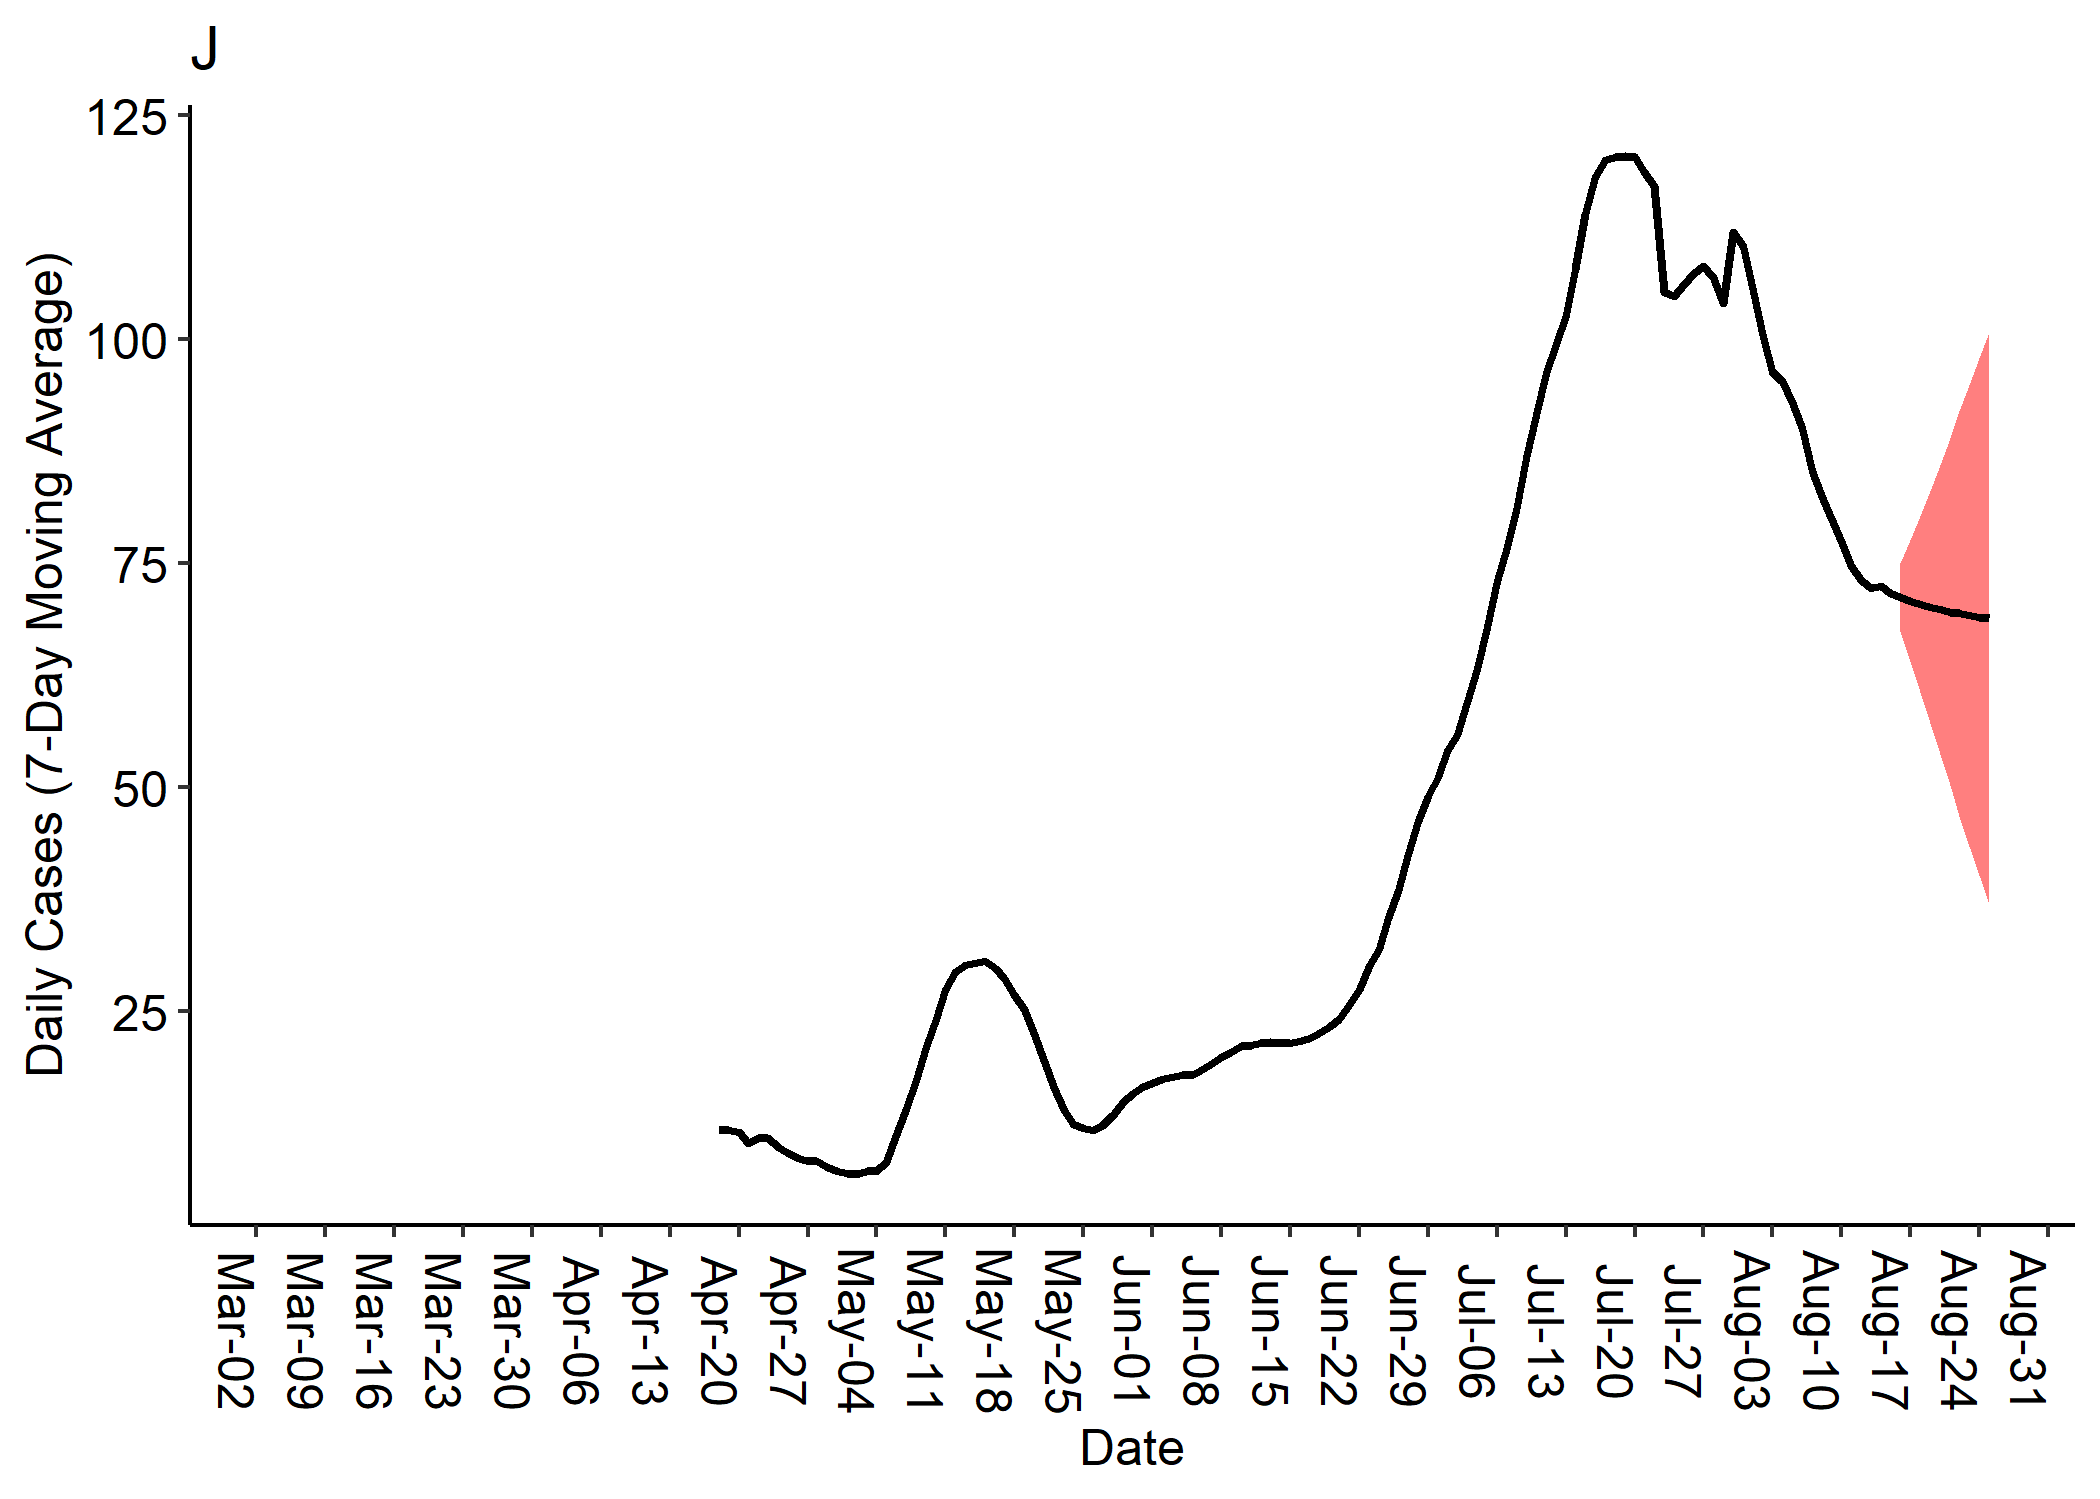 J
125
100
75
50
25
Daily Cases (7-Day Moving Average)
Mar-02
Mar-09
Mar-16
Mar-23
Mar-30
Apr-06
Apr-13
Apr-20
Apr-27
May-04
May-11
May-18
May-25
Jun-01
Jun-08
Jun-15
Jun-22
Jun-29
Jul-06
Jul-13
Jul-20
Jul-27
Aug-03
Aug-10
Aug-17
Aug-24
Aug-31
Date